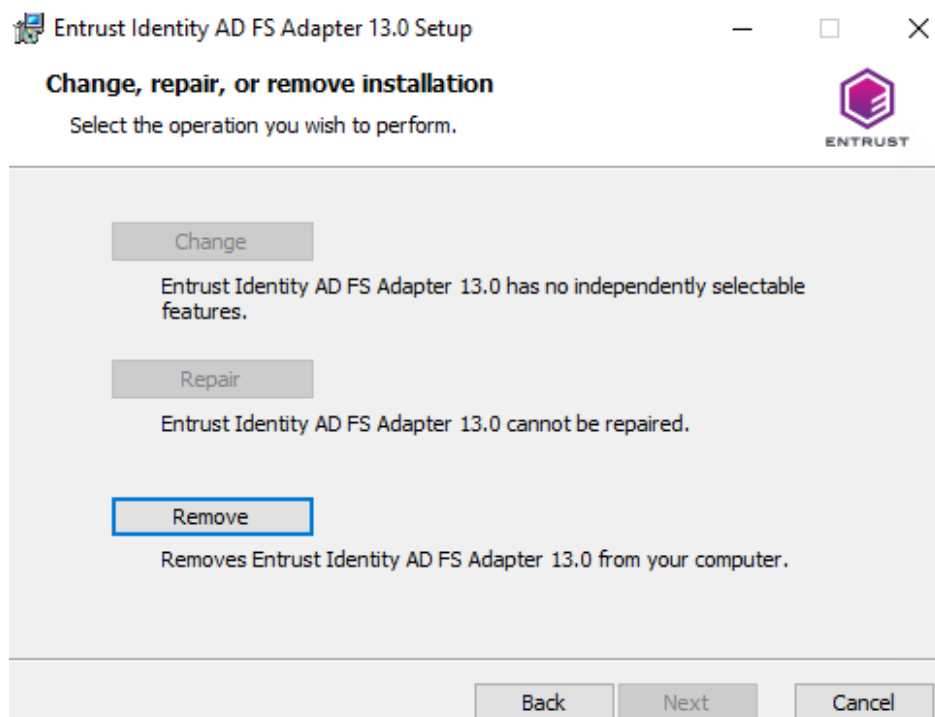 Entrust Identity AD FS Adapter 13.0 Setup
Change, repair, or remove installation
Select the operation you wish to perform.
ENTRUST
Change
Entrust Identity AD FS Adapter 13.0 has no independently selectable
features.
Repair
Entrust Identity AD FS Adapter 13.0 cannot be repaired.
Remove
Removes Entrust Identity AD FS Adapter 13.0 from your computer.
Back
Next
Cancel